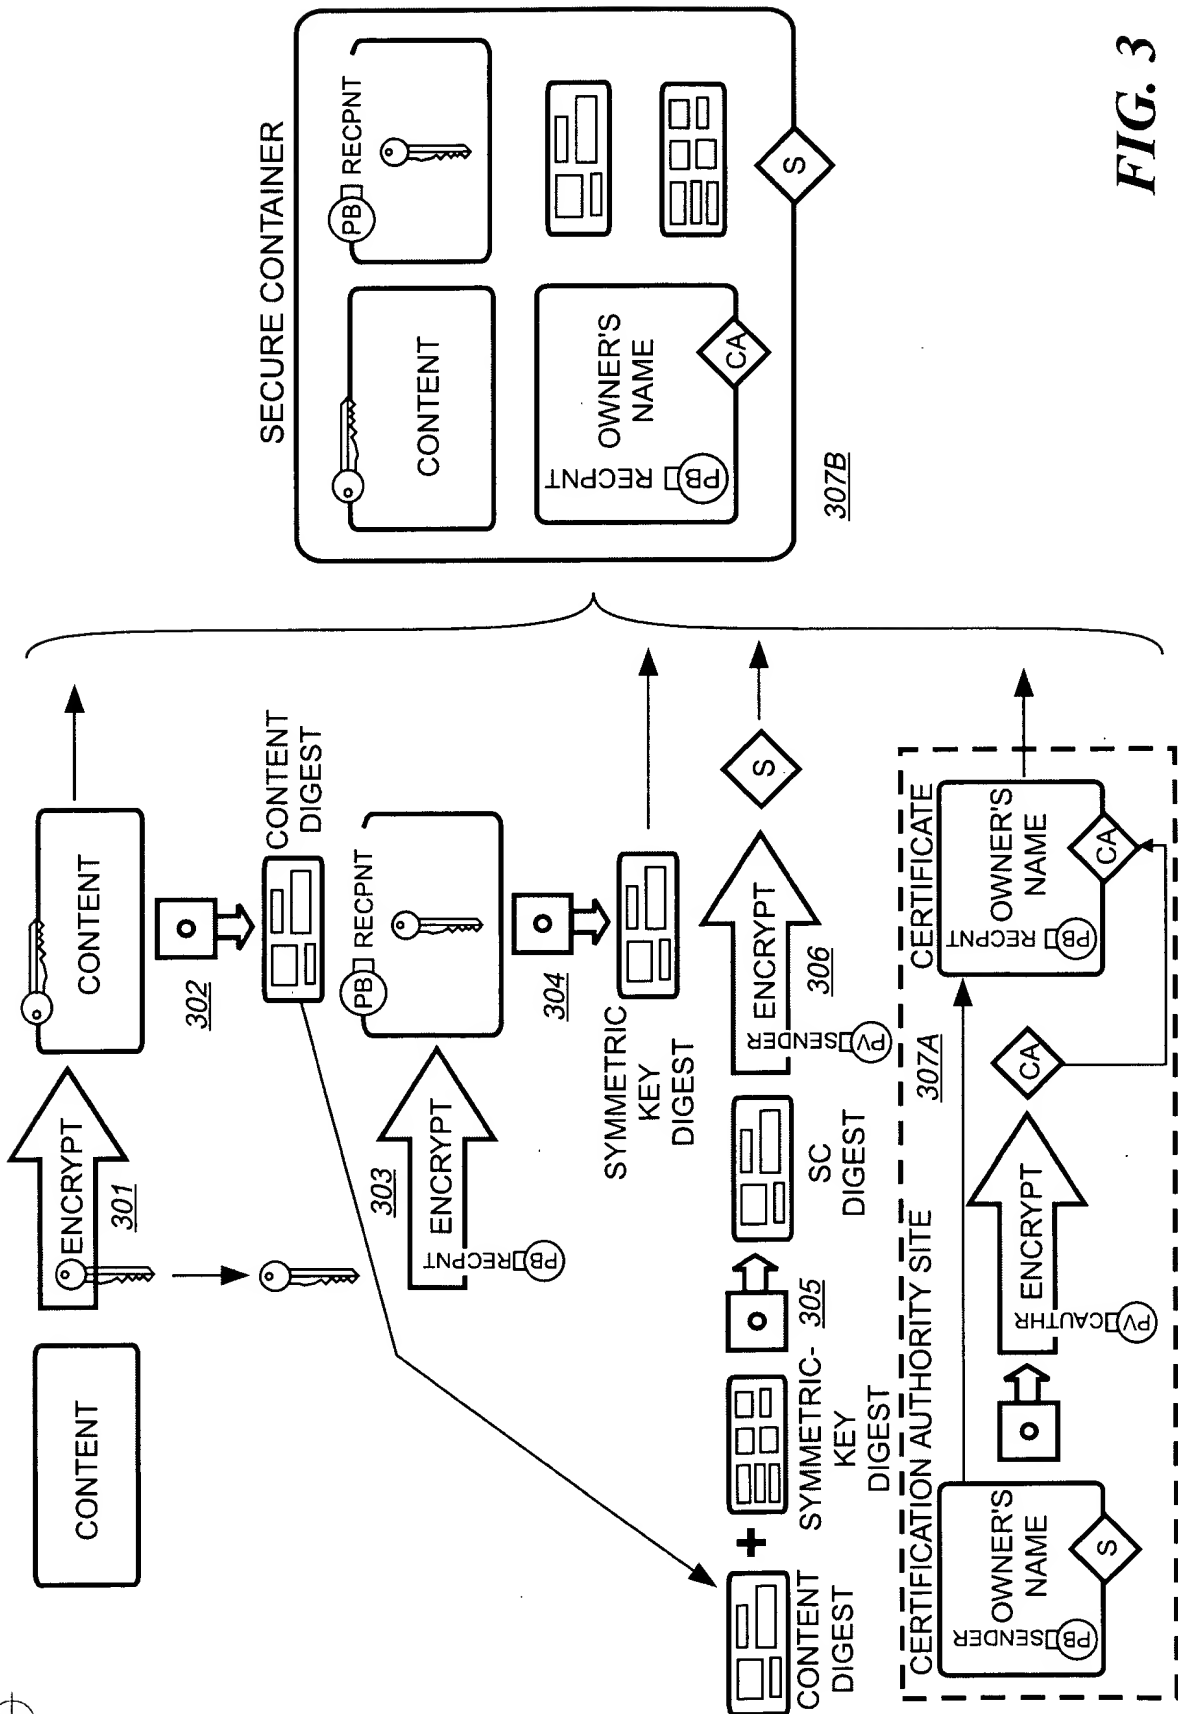 CONTENT
ENCRYPT
301
CONTENT
302
CONTENT
DIGEST
303
ENCRYPT
PB RECPNT
PB RECPNT
304
SYMMETRIC
KEY
DIGEST
CONTENT
DIGEST
+
SYMMETRIC-
KEY
DIGEST
305
SC
DIGEST
ENCRYPT
PV SENDER
306
S
CERTIFICATION AUTHORITY SITE
307A
CERTIFICATE
OWNER'S
NAME
PB SENDER
S
ENCRYPT
PV CAUTHR
CA
OWNER'S
NAME
PB RECPNT
CA
SECURE CONTAINER
CONTENT
PB RECPNT
OWNER'S
NAME
PB RECPNT
CA
S
307B
FIG. 3